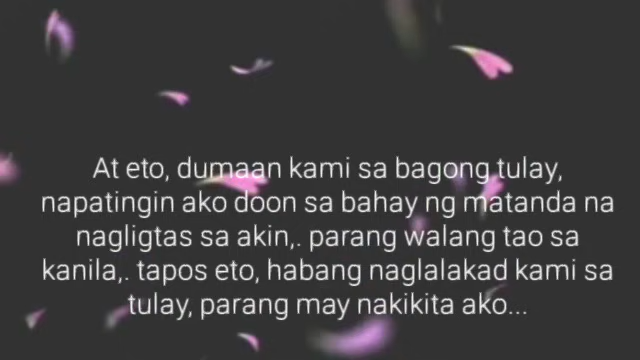 At eto, dumaan kami sa bagong tulay,
napatingin ako doon sa bahay ng matanda na
nagligtas sa akin,. parang walang tao sa
kanila,. tapos eto, habang naglalakad kami sa
tulay, parang may nakikita ako...